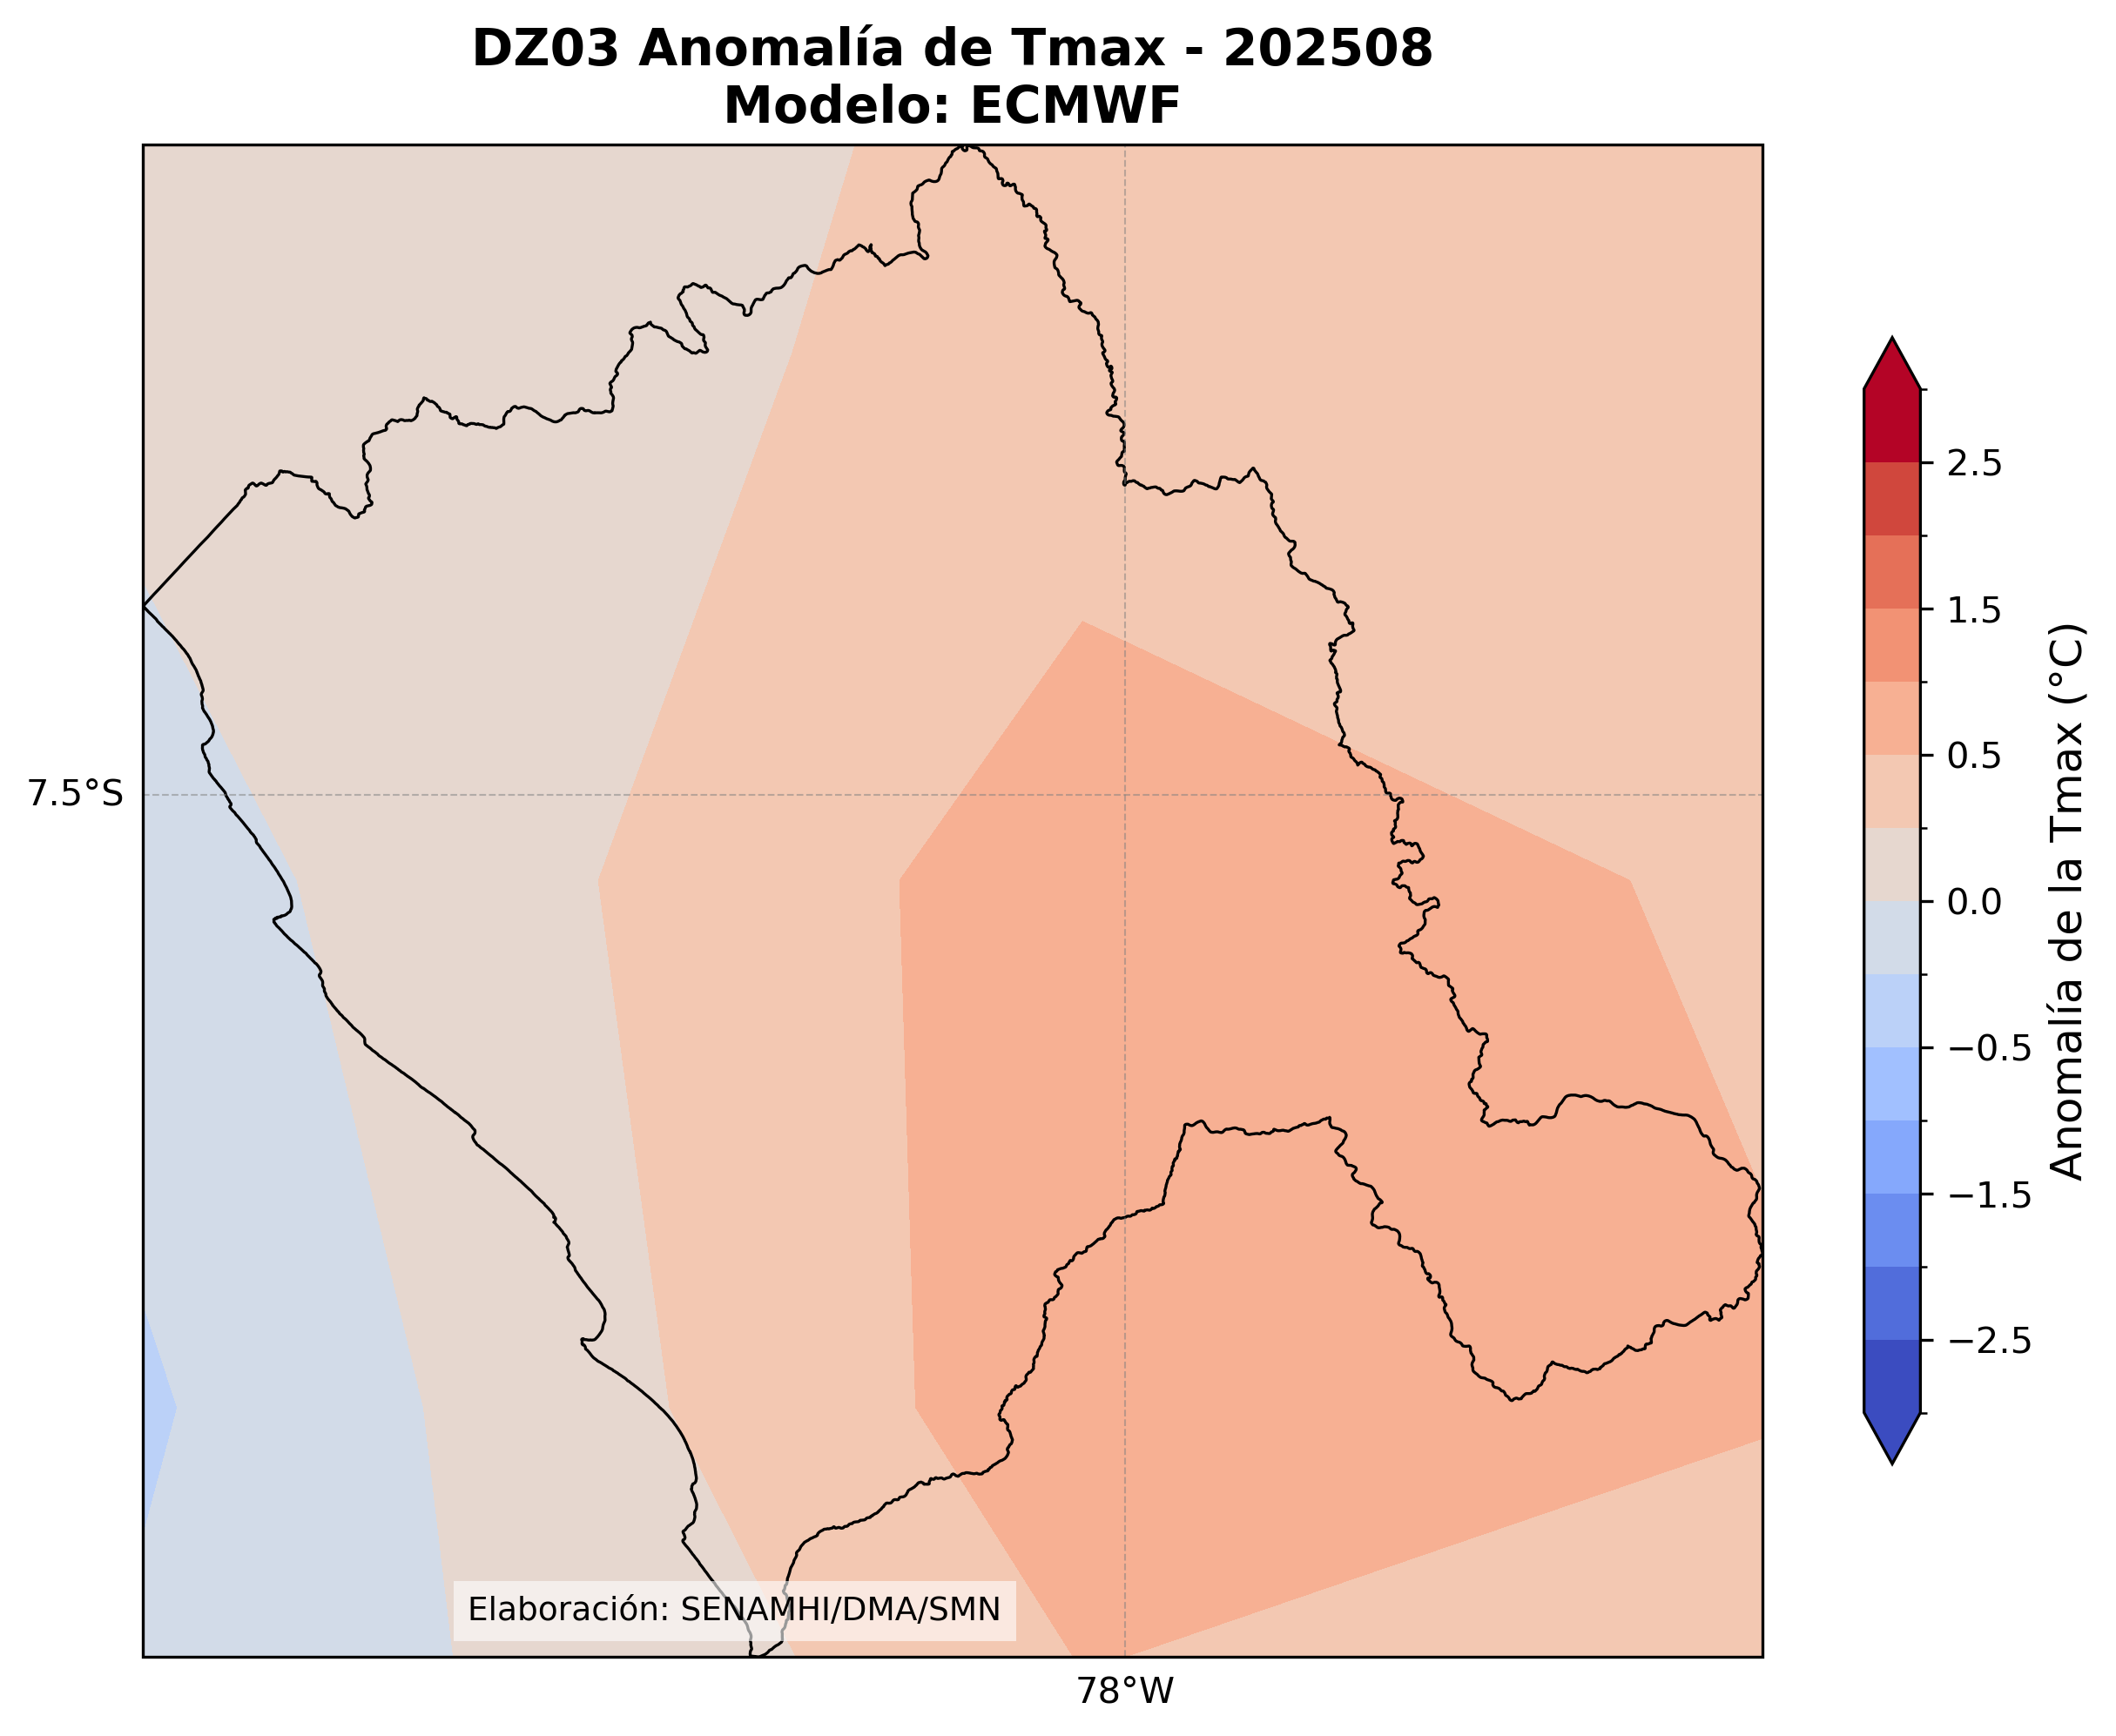 DZ03 Anomalía de Tmax - 202508
Modelo: ECMWF
7.5°S
78°W
Elaboración: SENAMHI/DMA/SMN
2.5
1.5
0.5
0.0
−0.5
−1.5
−2.5
Anomalía de la Tmax (°C)